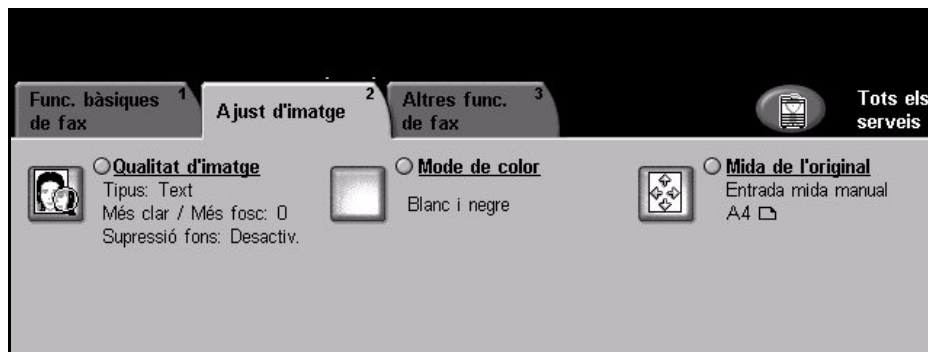 Func. bàsiques 1
de fax
Ajust d'imatge 2
Altres func. 3
de fax
Tots els
serveis
Qualitat d'imatge
Tipus: Text
Més clar / Més fosc: 0
Supressió fons: Desactiv.
Mode de color
Blanc i negre
Mida de l'original
Entrada mida manual
A4